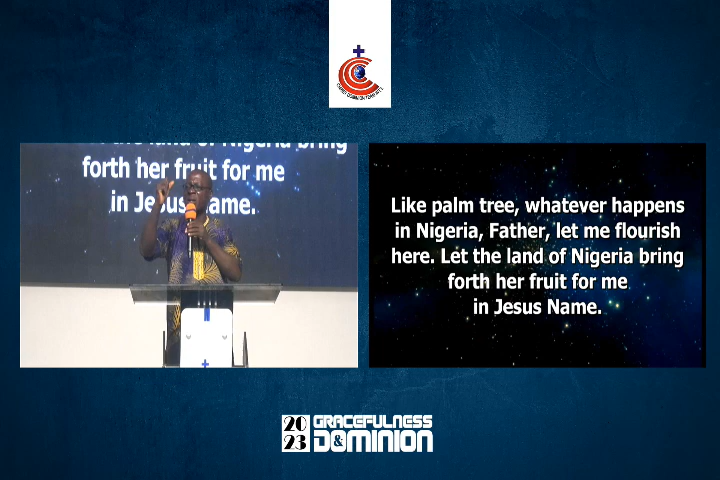 forth her fruit for me
in Jesus Name.
Like palm tree, whatever happens
in Nigeria, Father, let me flourish
here. Let the land of Nigeria bring
forth her fruit for me
in Jesus Name.
2023 GRACEFULNESS
& DOMINION